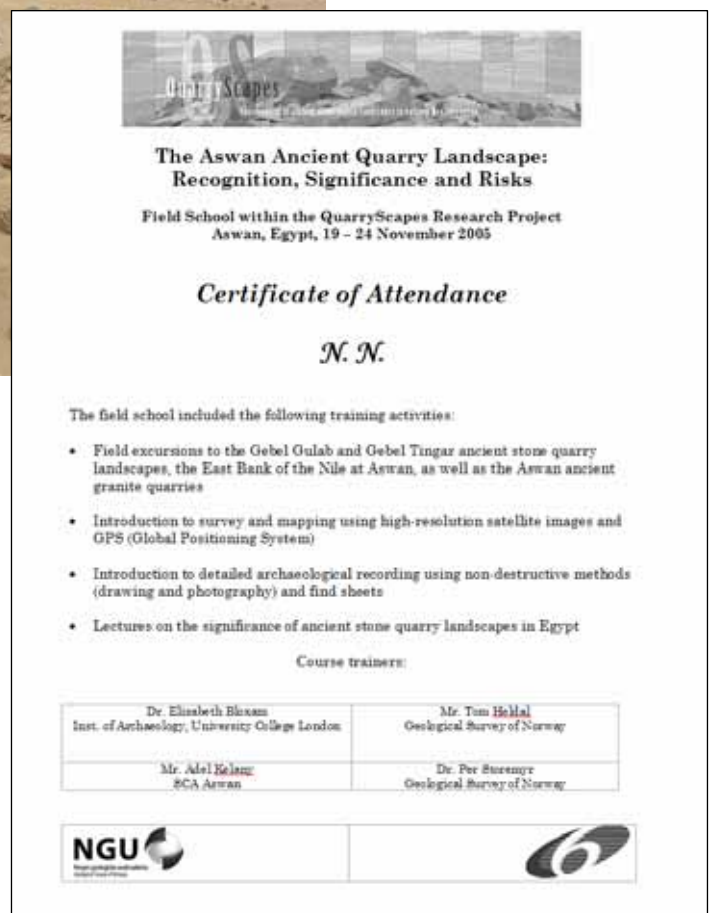 QuarryScapes
The Aswan Ancient Quarry Landscape:
Recognition, Significance and Risks
Field School within the QuarryScapes Research Project
Aswan, Egypt, 19 – 24 November 2005
Certificate of Attendance
N. N.
The field school included the following training activities:
• Field excursions to the Gebel Gulab and Gebel Tingar ancient stone quarry
landscapes, the East Bank of the Nile at Aswan, as well as the Aswan ancient
granite quarries
• Introduction to survey and mapping using high-resolution satellite images and
GPS (Global Positioning System)
• Introduction to detailed archaeological recording using non-destructive methods
(drawing and photography) and find sheets
• Lectures on the significance of ancient stone quarry landscapes in Egypt
Course trainers:
Dr. Elizabeth Bloxam
Inst. of Archaeology, University College London
Mr. Tom Heldal
Geological Survey of Norway
Mr. Adel Kelany
SCA Aswan
Dr. Per Storemyr
Geological Survey of Norway
NGU
6